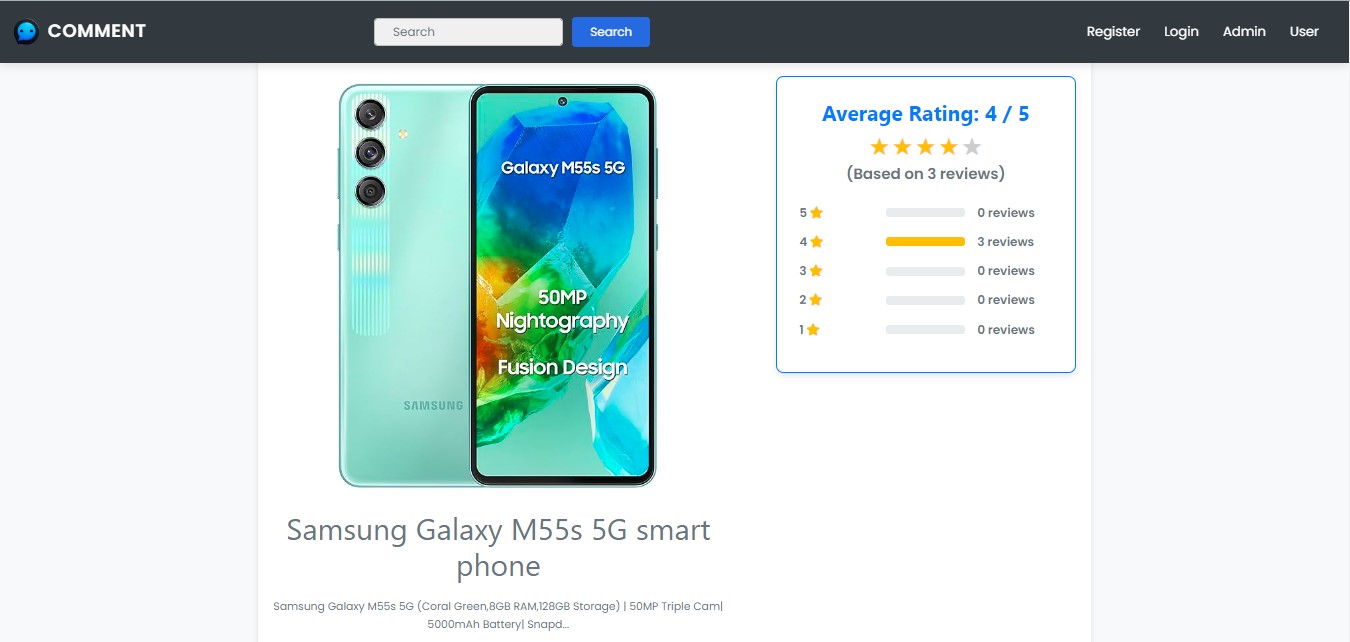 COMMENT
Search
Search
Register
Login
Admin
User
Galaxy M55s 5G
50MP
Nightography
Fusion Design
SAMSUNG
Average Rating: 4 / 5
(Based on 3 reviews)
5 0 reviews
4 3 reviews
3 0 reviews
2 0 reviews
1 0 reviews
Samsung Galaxy M55s 5G smart
phone
Samsung Galaxy M55s 5G (Coral Green,8GB RAM,128GB Storage) | 50MP Triple Cam|
5000mAh Battery| Snapd...